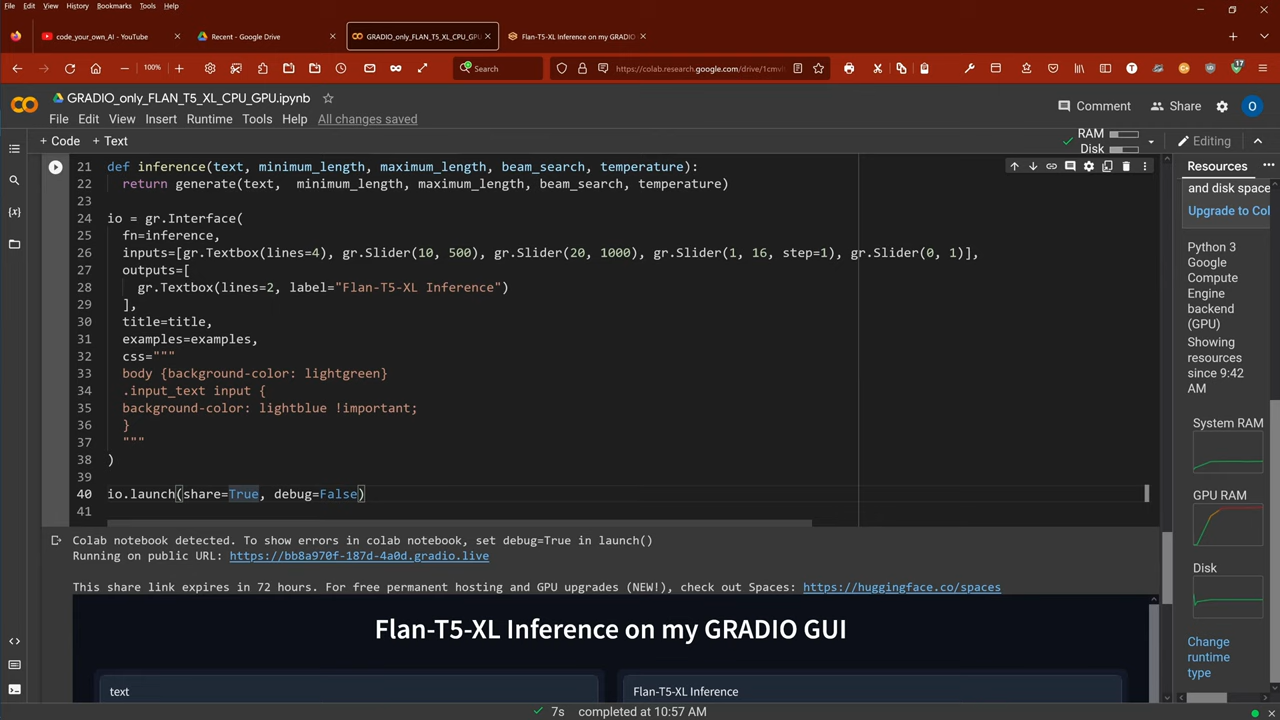 File Edit View History Bookmarks Tools Help
code_your_own_AI - YouTube
Recent - Google Drive
GRADIO_only_FLAN_T5_XL_CPU_GPU
Flan-T5-XL Inference on my GRADIO
100%
Search
https://colab.research.google.com/drive/1cmvl
17
GRADIO_only_FLAN_T5_XL_CPU_GPU.ipynb
File Edit View Insert Runtime Tools Help All changes saved
Comment Share O
+ Code + Text
RAM
Disk
Editing
21 def inference(text, minimum_length, maximum_length, beam_search, temperature):
22 return generate(text, minimum_length, maximum_length, beam_search, temperature)
23
24 io = gr.Interface(
25 fn=inference,
26 inputs=[gr.Textbox(lines=4), gr.Slider(10, 500), gr.Slider(20, 1000), gr.Slider(1, 16, step=1), gr.Slider(0, 1)],
27 outputs=[
28 gr.Textbox(lines=2, label="Flan-T5-XL Inference")
29 ],
30 title=title,
31 examples=examples,
32 css="""
33 body {background-color: lightgreen}
34 .input_text input {
35 background-color: lightblue !important;
36 }
37 """
38 )
39
40 io.launch(share=True, debug=False)
41
Colab notebook detected. To show errors in colab notebook, set debug=True in launch()
Running on public URL: https://bb8a970f-187d-4a0d.gradio.live
This share link expires in 72 hours. For free permanent hosting and GPU upgrades (NEW!), check out Spaces: https://huggingface.co/spaces
Flan-T5-XL Inference on my GRADIO GUI
text
Flan-T5-XL Inference
7s completed at 10:57 AM
Resources
and disk space
Upgrade to Col
Python 3
Google
Compute
Engine
backend
(GPU)
Showing
resources
since 9:42
AM
System RAM
GPU RAM
Disk
Change
runtime
type